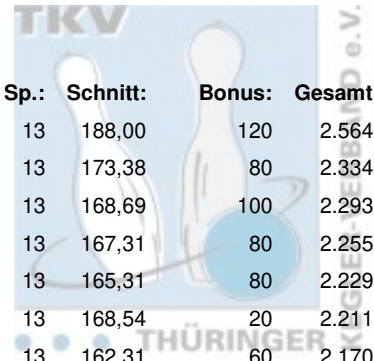 TKV
Sp.: Schnitt: Bonus: Gesamt
13 188,00 120 2.564
13 173,38 80 2.334
13 168,69 100 2.293
13 167,31 80 2.255
13 165,31 80 2.229
13 168,54 20 2.211
13 162,31 60 2.170
THÜRINGER
KEGLER-VERBAND e.V.